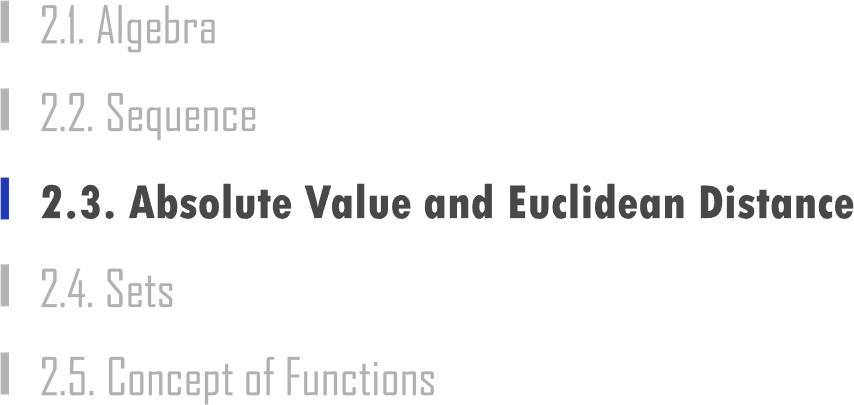 2.1. Algebra
2.2. Sequence
2.3. Absolute Value and Euclidean Distance
2.4. Sets
2.5. Concept of Functions